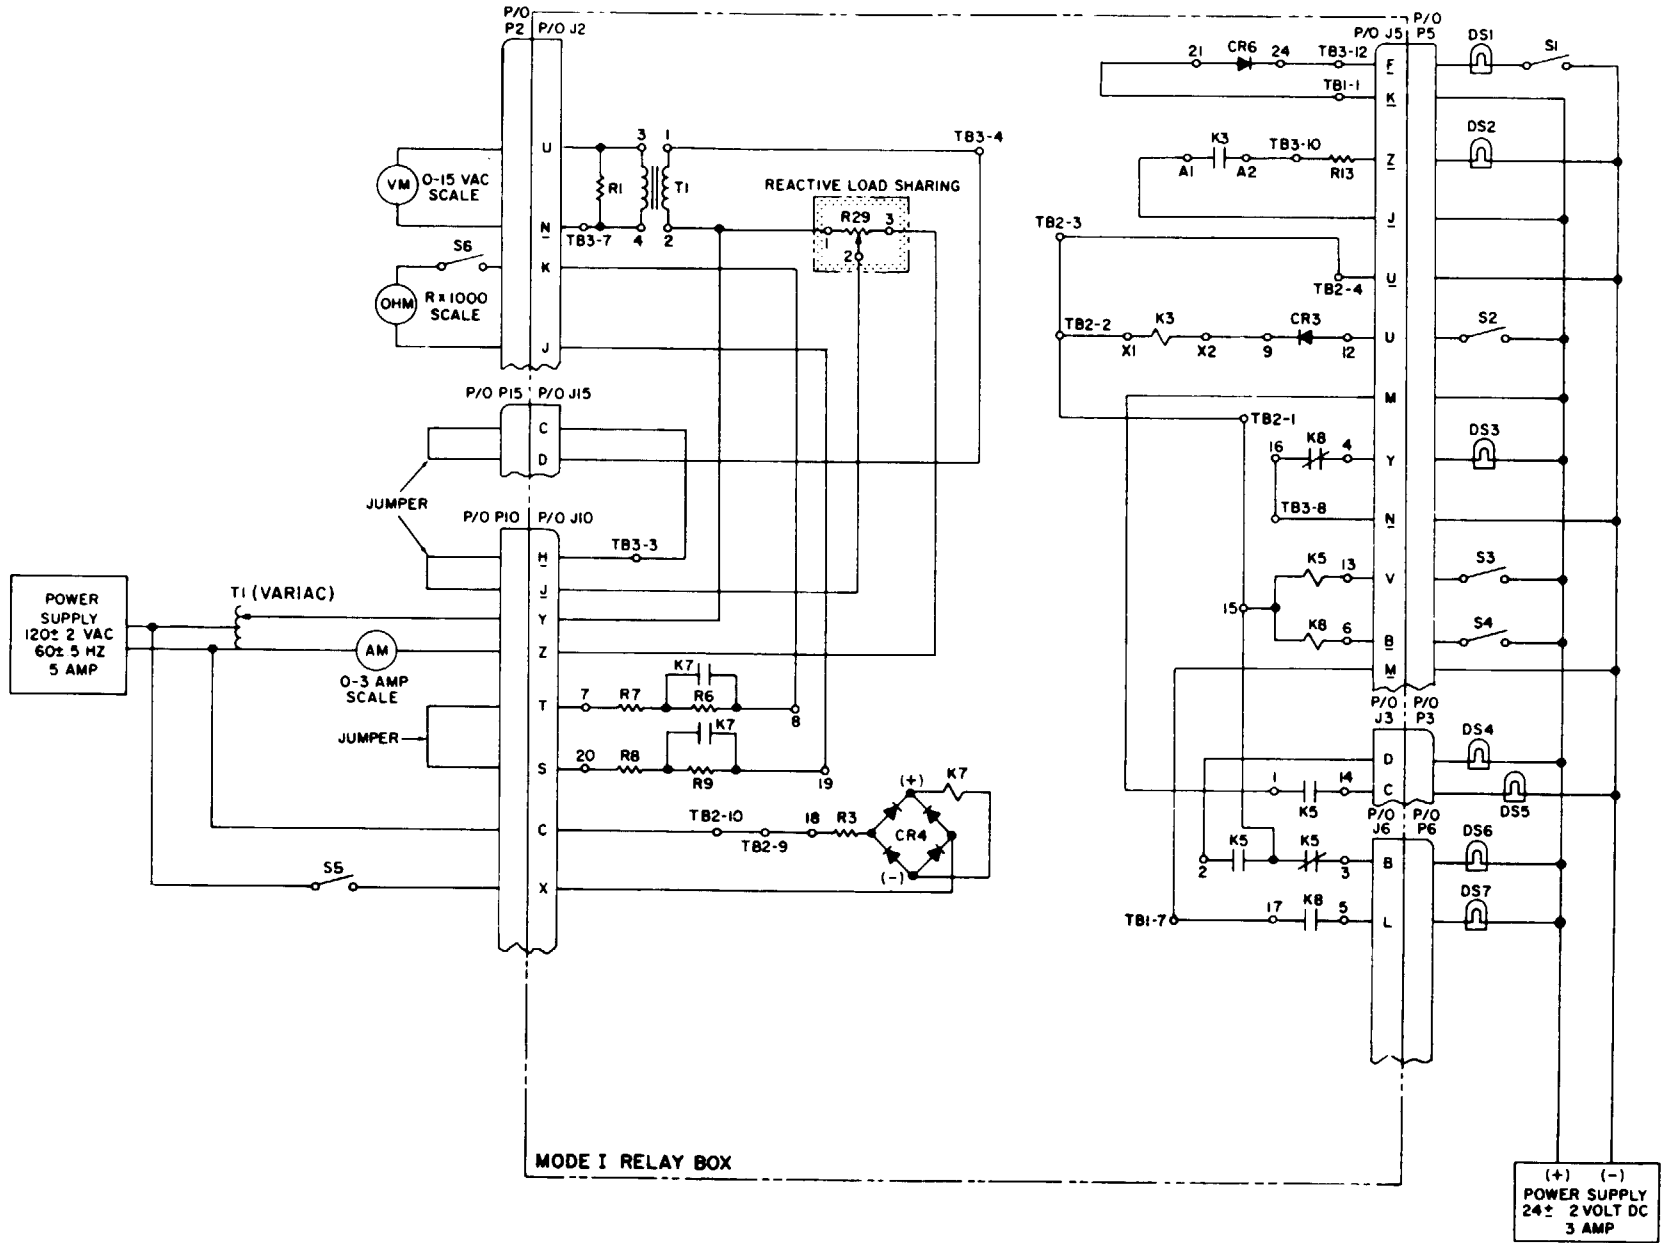 P/O
P2
P/O J2
U
N
K
J
VM
0-15 VAC
SCALE
S6
OHM
R x 1000
SCALE
3
1
R1
T1
TB3-7
4
2
TB3-4
REACTIVE LOAD SHARING
R29
1
3
2
P/O P15
P/O J15
C
D
JUMPER
P/O P10
P/O J10
H
J
Y
Z
T
S
C
X
TB3-3
POWER
SUPPLY
120± 2 VAC
60± 5 HZ
5 AMP
T1 (VARIAC)
AM
0-3 AMP
SCALE
JUMPER
S5
7
R7
K7
R6
8
20
R8
K7
R9
19
TB2-10
TB2-9
18
R3
(+)
K7
CR4
(-)
MODE I RELAY BOX
P/O J5
P/O
P5
21
CR6
24
TB3-12
F
DS1
S1
TB1-1
K
K3
TB3-10
A1
A2
R13
Z
DS2
J
TB2-3
TB2-4
U
TB2-2
K3
X1
X2
9
CR3
12
U
S2
M
TB2-1
16
K8
4
Y
DS3
TB3-8
N
K5
13
V
S3
15
K8
6
B
S4
M
P/O
J3
P/O
P3
D
DS4
1
K5
14
C
DS5
P/O
J6
P/O
P6
2
K5
K5
3
B
DS6
TB1-7
17
K8
5
L
DS7
(+)
(-)
POWER SUPPLY
24± 2 VOLT DC
3 AMP